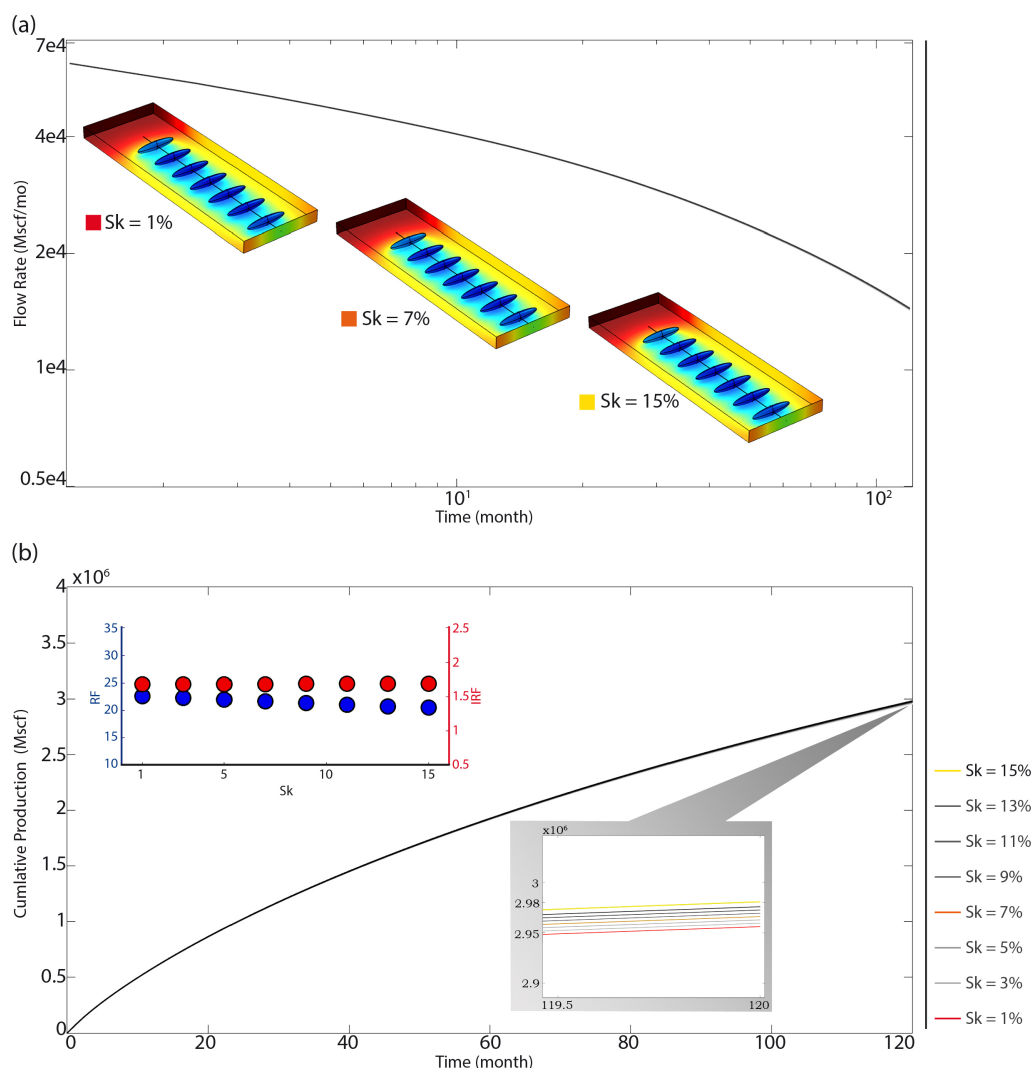 (a)
7e4
4e4
2e4
1e4
0.5e4
Flow Rate (Mscf/mo)
Sk = 1%
Sk = 7%
Sk = 15%
10¹
10²
Time (month)
(b)
x10⁶
4
3.5
3
2.5
2
1.5
1
0.5
0
Cumlative Production (Mscf)
35
30
25
20
15
10
RF
2.5
2
1.5
1
0.5
IRF
1
5
10
15
Sk
x10⁶
3
2.98
2.95
2.9
119.5
120
0
20
40
60
80
100
120
Time (month)
Sk = 15%
Sk = 13%
Sk = 11%
Sk = 9%
Sk = 7%
Sk = 5%
Sk = 3%
Sk = 1%